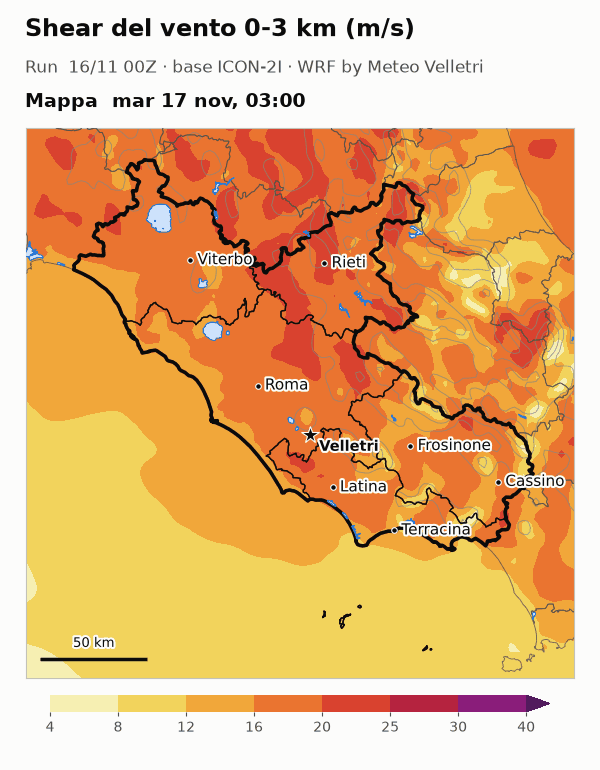 Shear del vento 0-3 km (m/s)
Run  16/11 00Z · base ICON-2I · WRF by Meteo Velletri
Mappa  mar 17 nov, 03:00
Viterbo
Rieti
Roma
Velletri
Frosinone
Cassino
Latina
Terracina
50 km
4 8 12 16 20 25 30 40